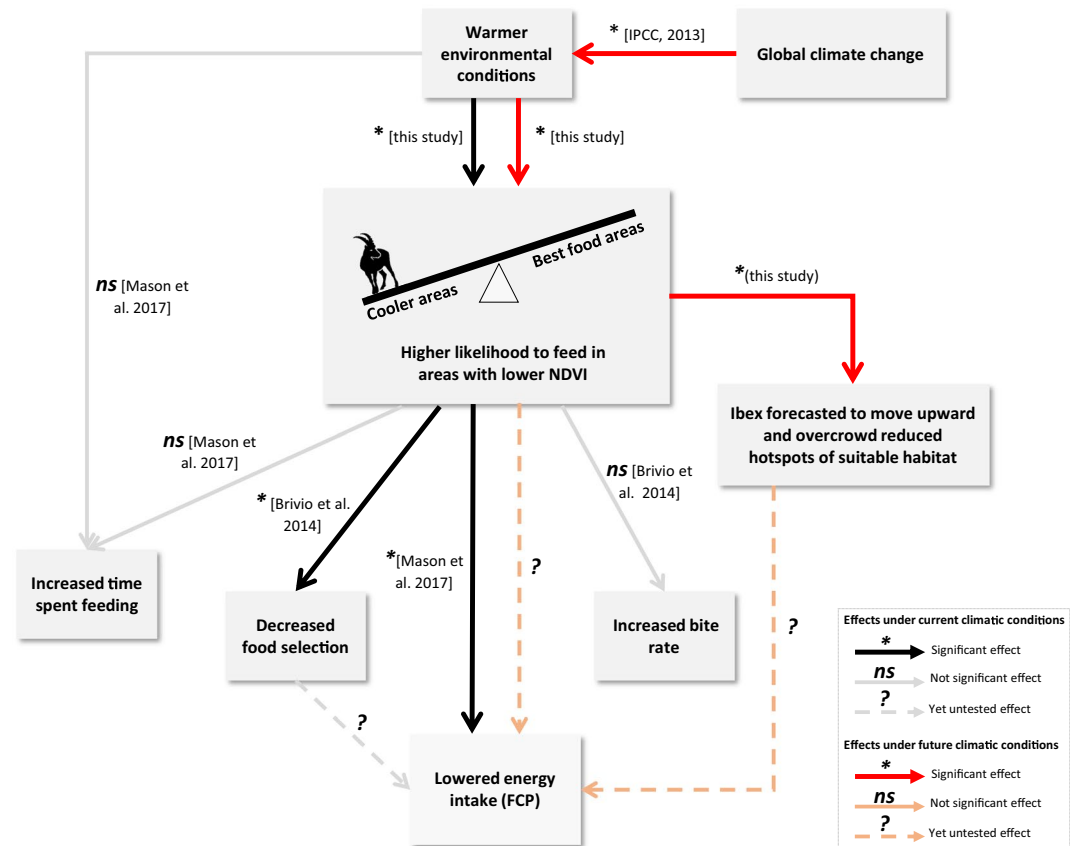 Warmer
environmental
conditions
* [IPCC, 2013]
Global climate change
* [this study]
* [this study]
Cooler areas
Best food areas
Higher likelihood to feed in
areas with lower NDVI
*(this study)
ns [Mason et
al. 2017]
Ibex forecasted to move upward
and overcrowd reduced
hotspots of suitable habitat
ns [Mason et
al. 2017]
* [Brivio et al.
2014]
*[Mason et
al. 2017]
?
ns [Brivio et
al. 2014]
?
Increased time
spent feeding
Decreased
food selection
Increased bite
rate
?
Lowered energy
intake (FCP)
Effects under current climatic conditions
* Significant effect
ns Not significant effect
? Yet untested effect
Effects under future climatic conditions
* Significant effect
ns Not significant effect
? Yet untested effect